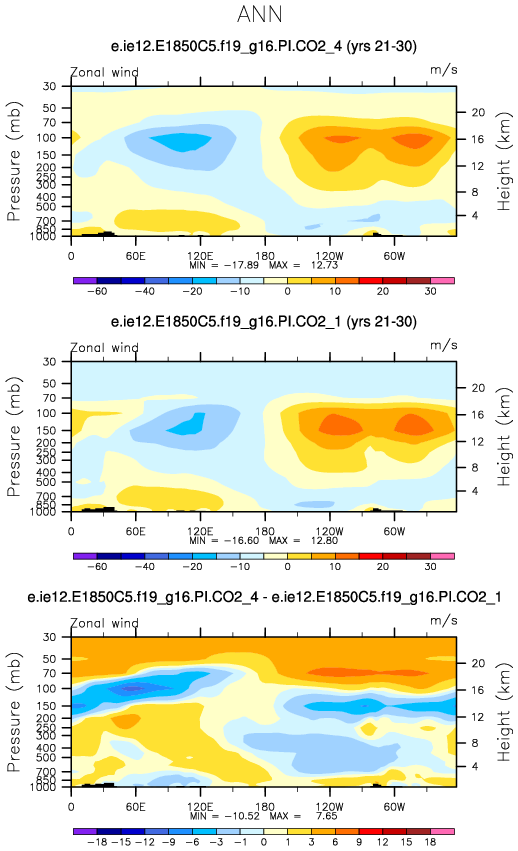 ANN
e.ie12.E1850C5.f19_g16.PI.CO2_4 (yrs 21-30)
Zonal wind m/s
30
50
70
100
150
200
250
300
400
500
700
850
1000
Pressure (mb)
20
16
12
8
4
Height (km)
0 60E 120E 180 120W 60W
MIN = -17.89 MAX = 12.73
-60 -40 -20 -10 0 5 10 15 20 30
e.ie12.E1850C5.f19_g16.PI.CO2_1 (yrs 21-30)
Zonal wind m/s
30
50
70
100
150
200
250
300
400
500
700
850
1000
Pressure (mb)
20
16
12
8
4
Height (km)
0 60E 120E 180 120W 60W
MIN = -16.60 MAX = 12.80
-60 -40 -20 -10 0 5 10 15 20 30
e.ie12.E1850C5.f19_g16.PI.CO2_4 - e.ie12.E1850C5.f19_g16.PI.CO2_1
Zonal wind m/s
30
50
70
100
150
200
250
300
400
500
700
850
1000
Pressure (mb)
20
16
12
8
4
Height (km)
0 60E 120E 180 120W 60W
MIN = -10.52 MAX = 7.65
-18 -15 -12 -9 -6 -3 -1 0 1 3 6 9 12 15 18